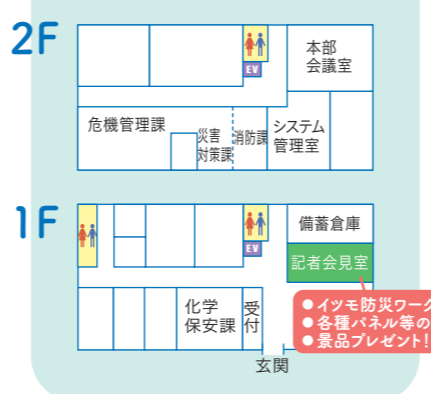 2F
EV
本部
会議室
危機管理課
災害
対策課
消防課
システム
管理室
1F
EV
備蓄倉庫
記者会見室
化学
保安課
受付
●イツモ防災ワーク
●各種パネル等の
●景品プレゼント!
玄関